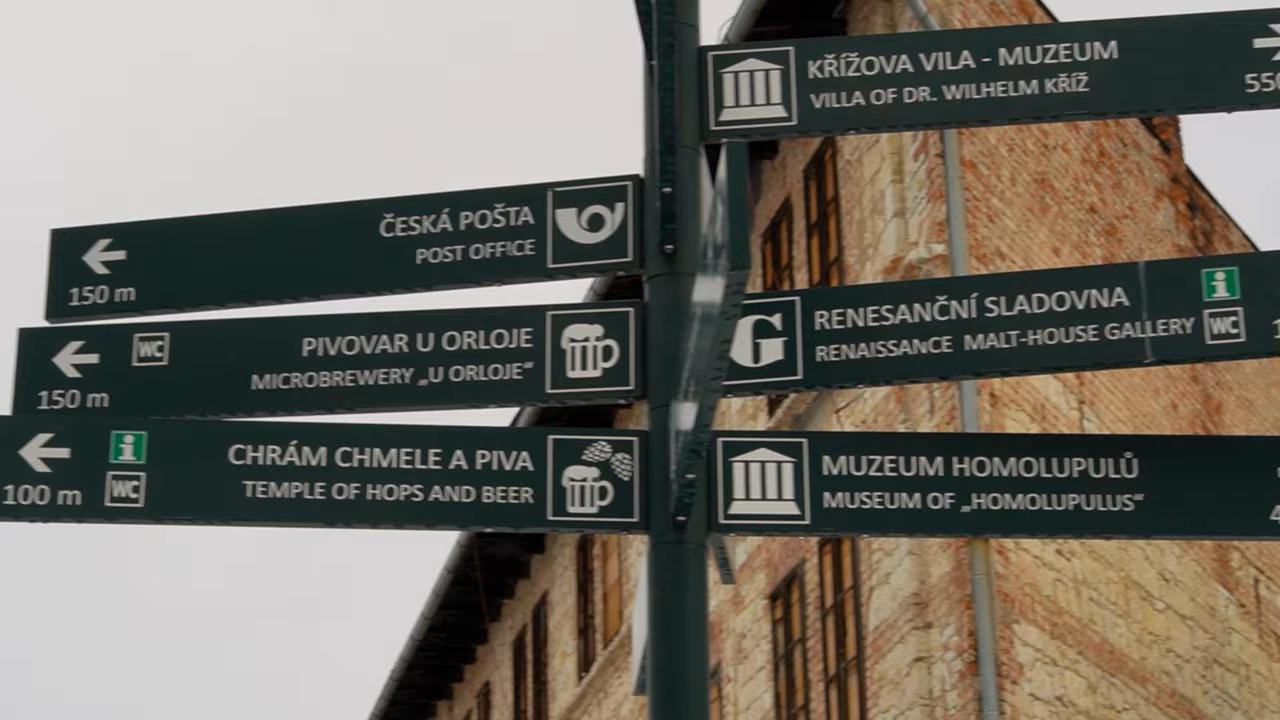 KŘÍŽOVA VILA - MUZEUM
VILLA OF DR. WILHELM KŘÍŽ
ČESKÁ POŠTA
POST OFFICE
150 m
PIVOVAR U ORLOJE
MICROBREWERY „U ORLOJE“
WC
150 m
CHRÁM CHMELE A PIVA
TEMPLE OF HOPS AND BEER
i
WC
100 m
G
RENESANČNÍ SLADOVNA
RENAISSANCE MALT-HOUSE GALLERY
i
WC
MUZEUM HOMOLUPULŮ
MUSEUM OF „HOMOLUPULUS“